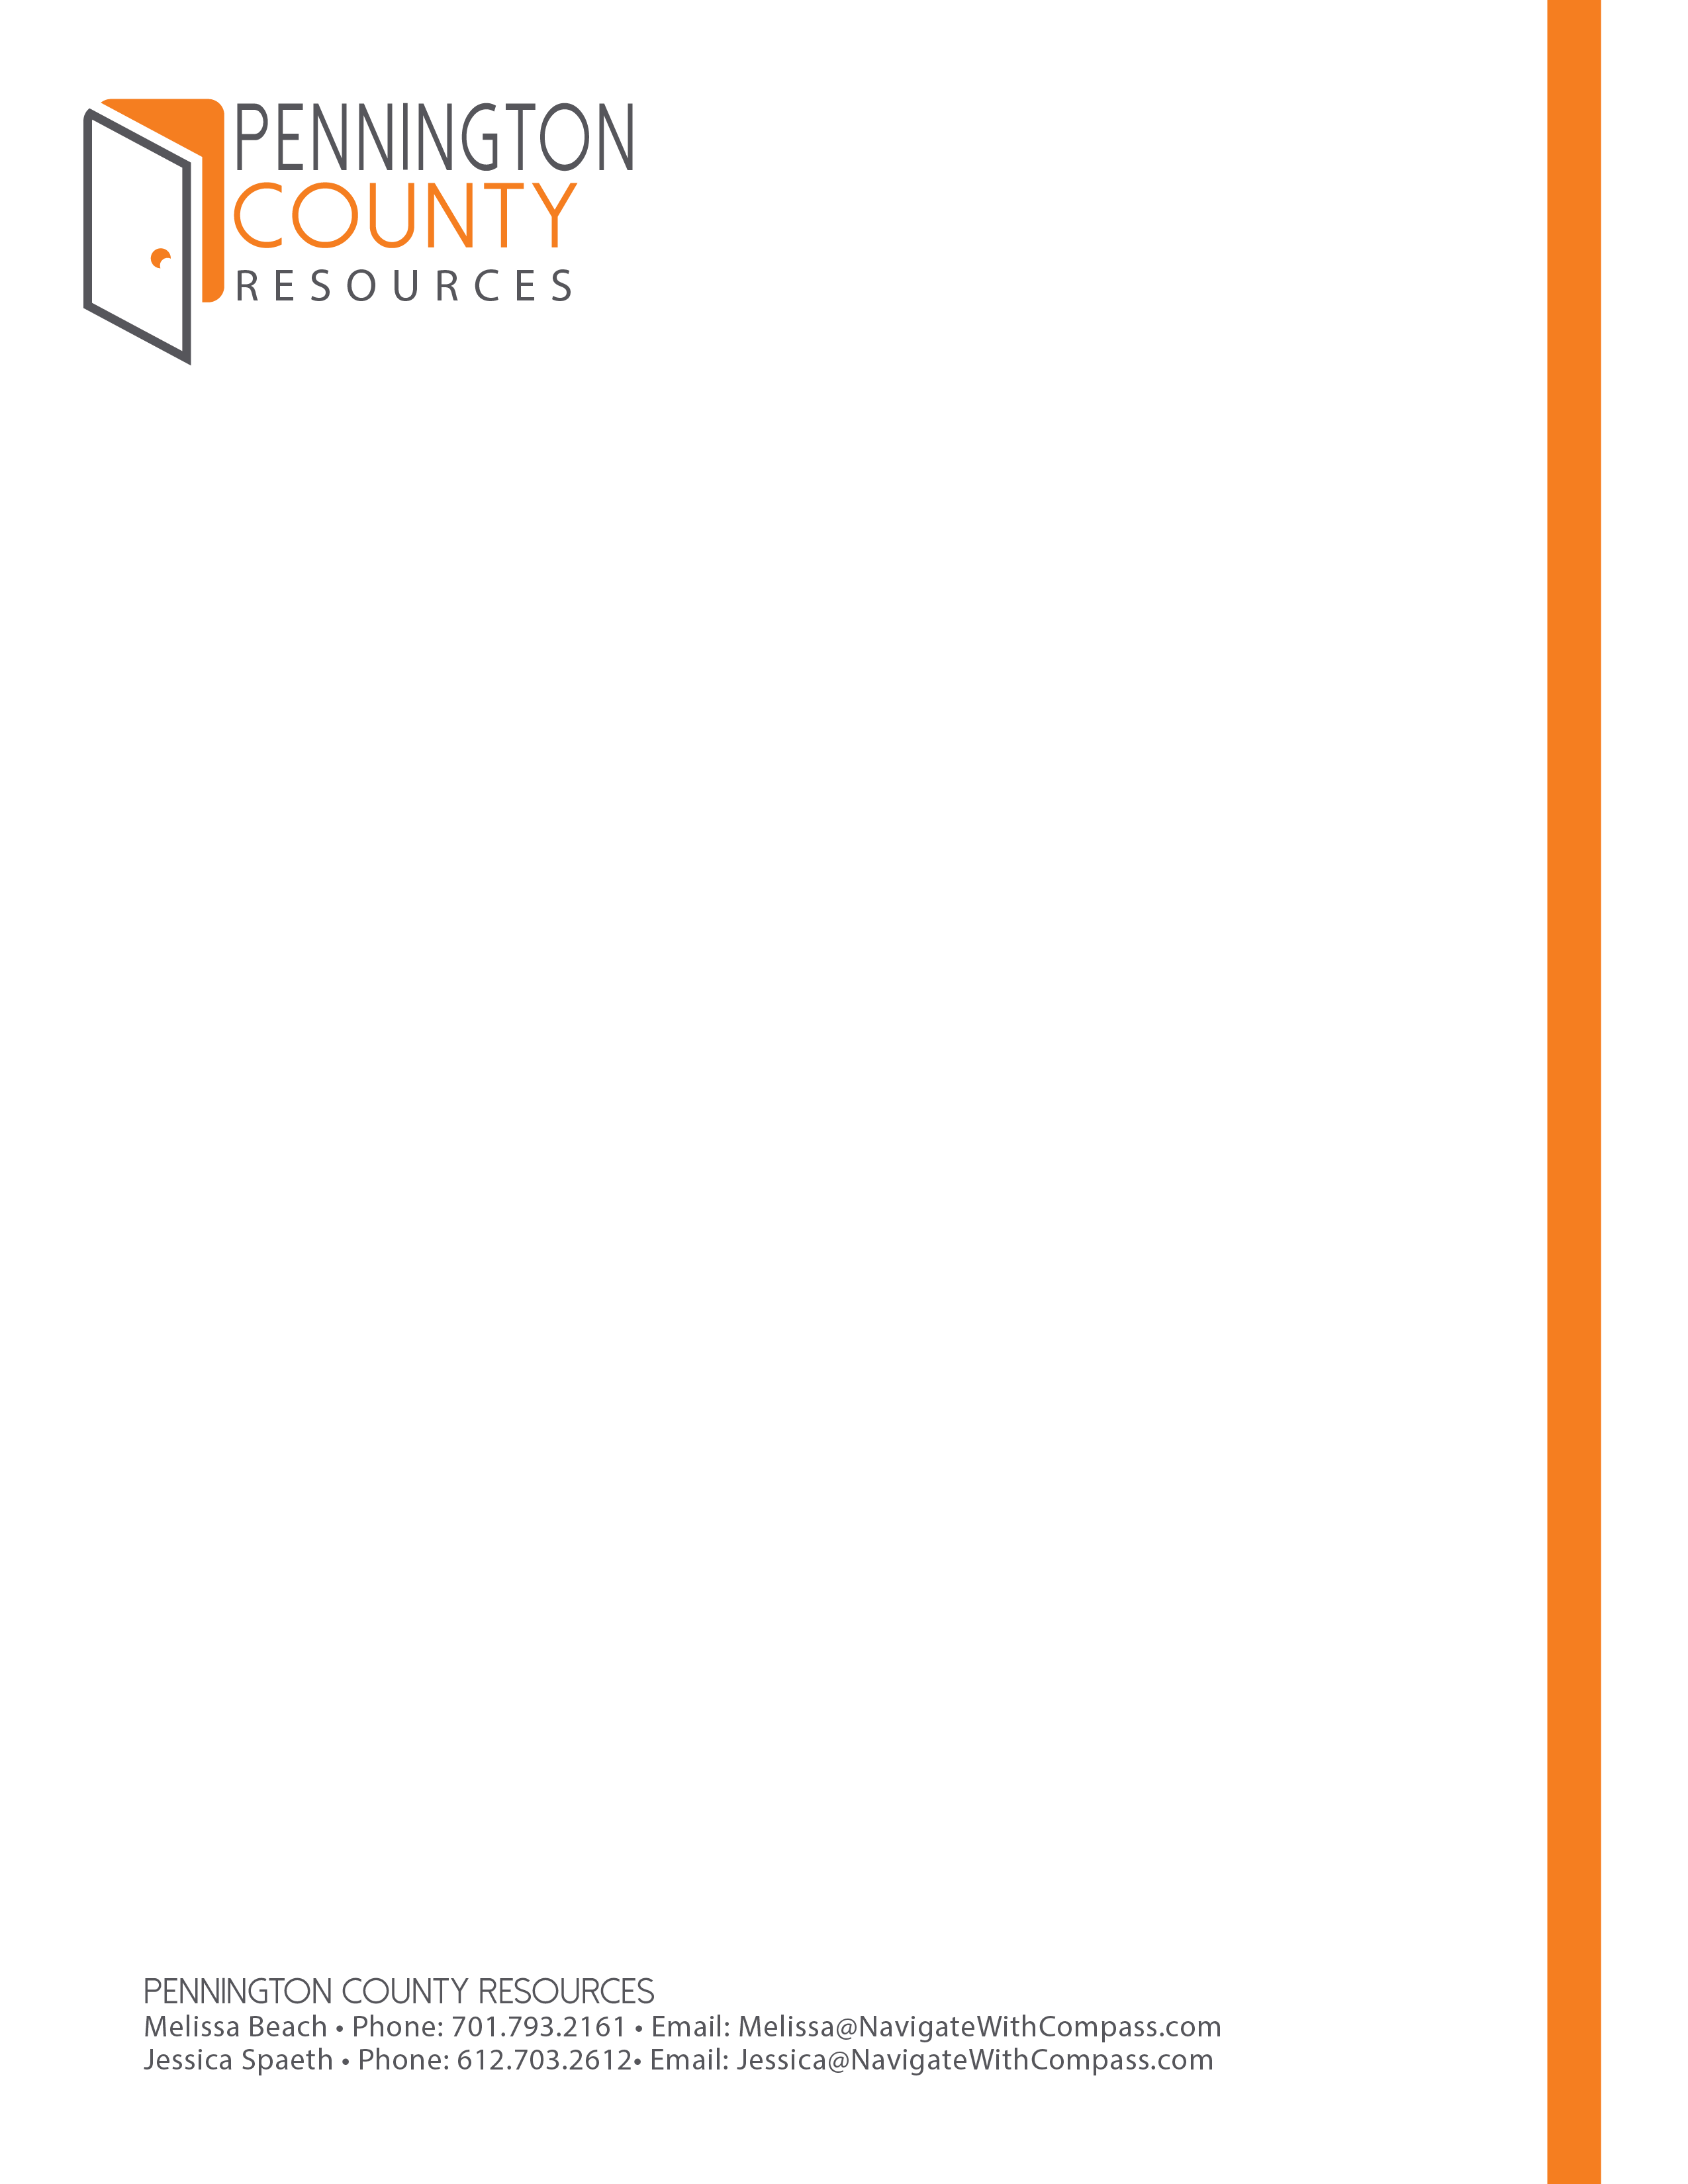 PENNINGTON
COUNTY
RESOURCES
PENNINGTON COUNTY RESOURCES
Melissa Beach • Phone: 701.793.2161 • Email: Melissa@NavigateWithCompass.com
Jessica Spaeth • Phone: 612.703.2612• Email: Jessica@NavigateWithCompass.com